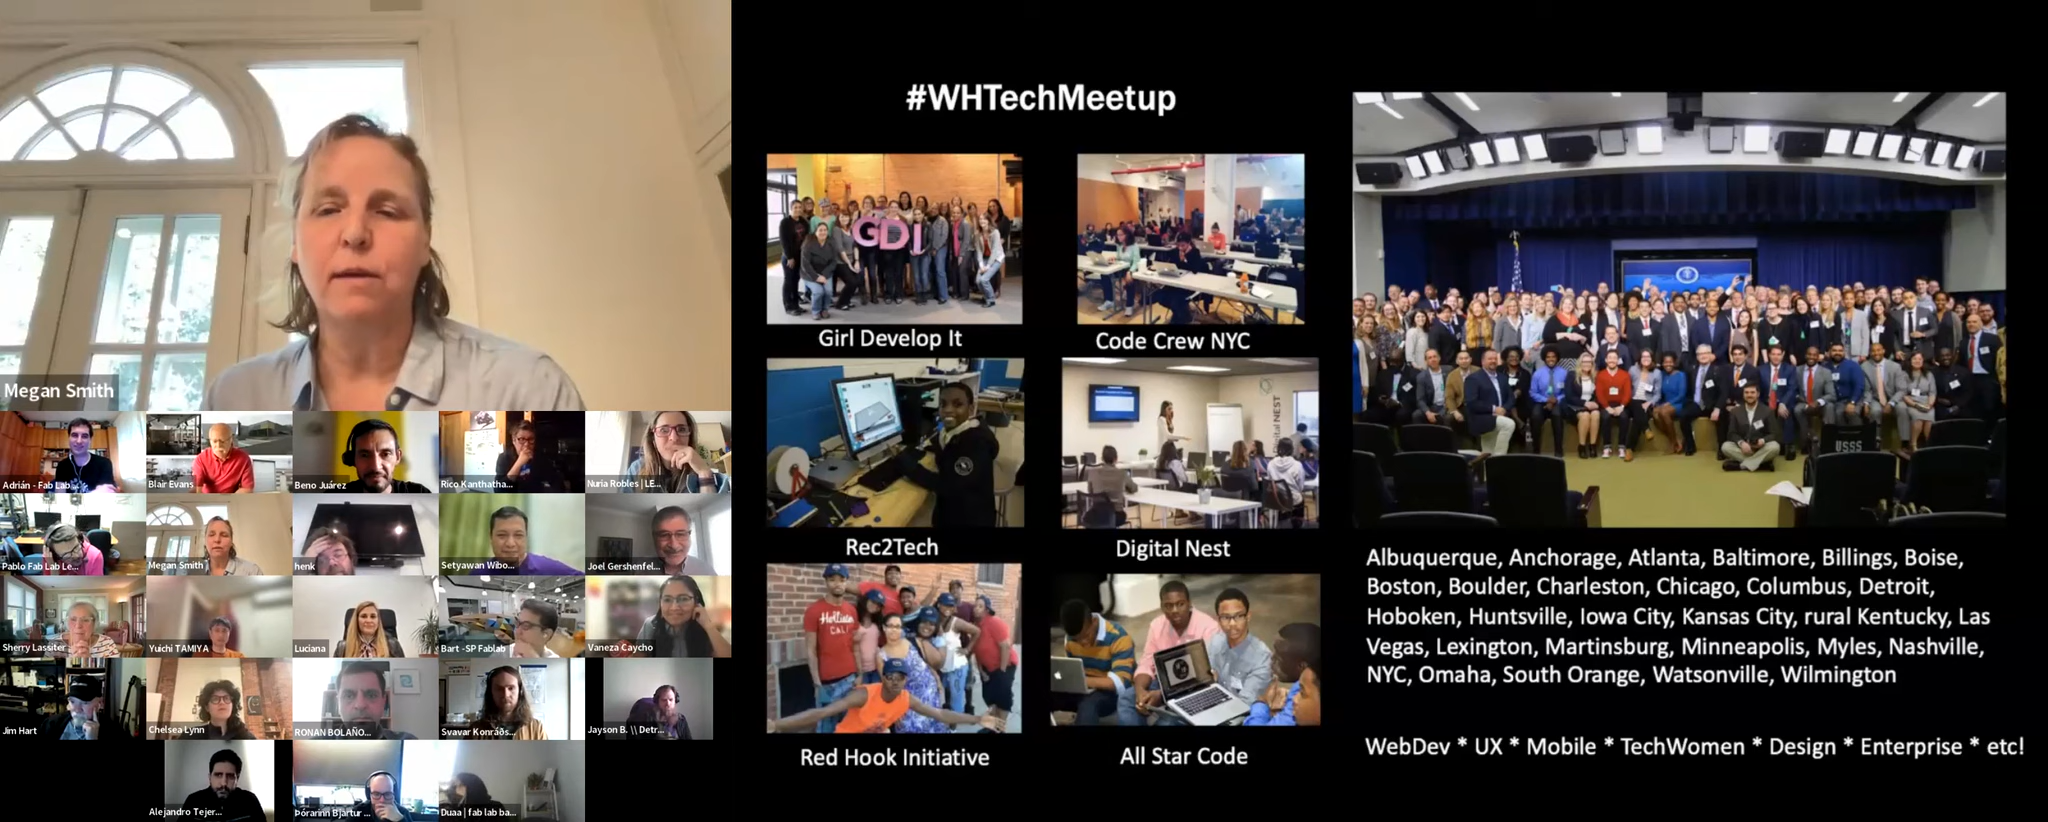 Megan Smith
Adrián - Fab Lab...
Blair Evans
Beno Juárez
Rico Kanthatha...
Nuria Robles | LE...
Pablo Fab Lab Le...
Megan Smith
henk
Setyawan Wibo...
Joel Gershenfel...
Sherry Lassiter
Yuichi TAMIYA
Luciana
Bart -SP Fablab
Vaneza Caycho
Jim Hart
Chelsea Lynn
RONAN BOLAÑO...
Svavar Konráðs...
Jayson B. \\ Detr...
Alejandro Tejer...
Þórarinn Bjartur ...
Duaa | fab lab ba...
#WHTechMeetup
GDI
Girl Develop It
Code Crew NYC
Rec2Tech
Digital Nest
Hollister
CALI
Red Hook Initiative
All Star Code
USSS
Albuquerque, Anchorage, Atlanta, Baltimore, Billings, Boise,
Boston, Boulder, Charleston, Chicago, Columbus, Detroit,
Hoboken, Huntsville, Iowa City, Kansas City, rural Kentucky, Las
Vegas, Lexington, Martinsburg, Minneapolis, Myles, Nashville,
NYC, Omaha, South Orange, Watsonville, Wilmington
WebDev * UX * Mobile * TechWomen * Design * Enterprise * etc!